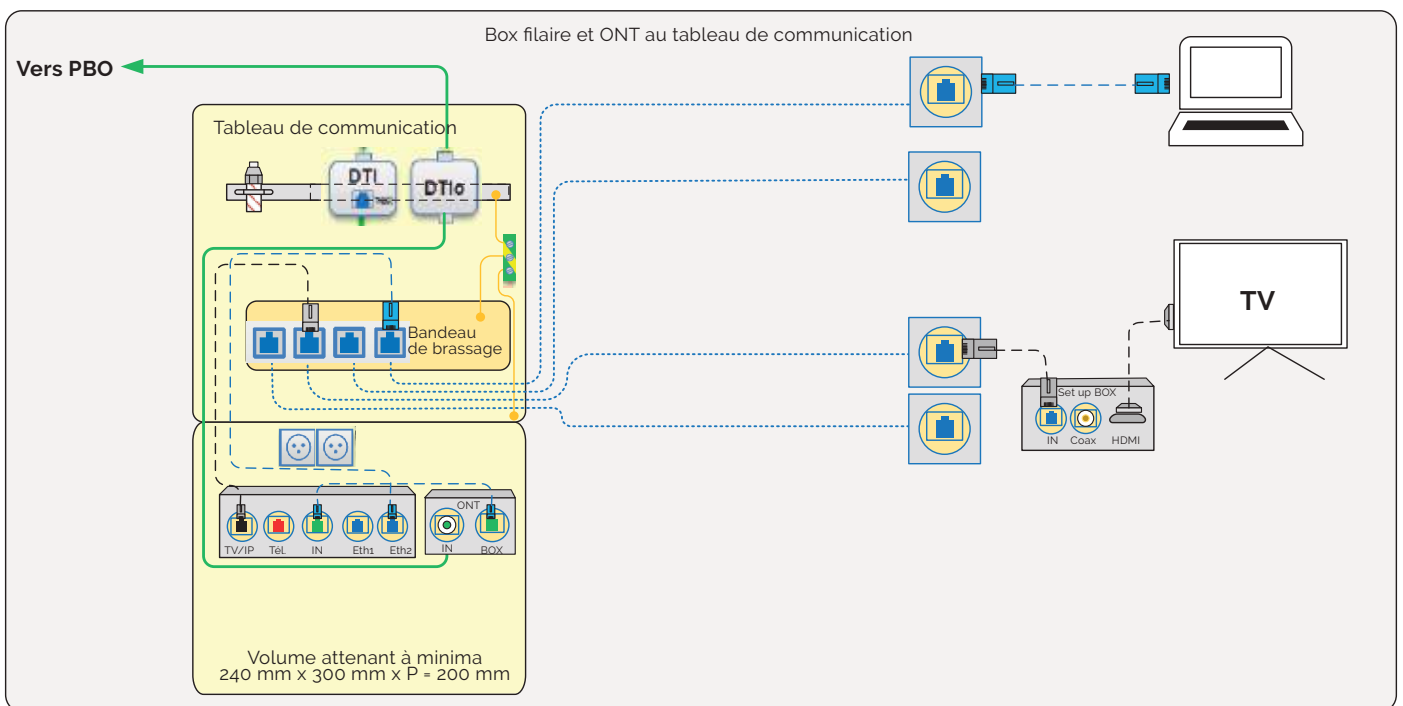 Box filaire et ONT au tableau de communication
Vers PBO
Tableau de communication
DTI
DTIo
Bandeau
de brassage
TV
Set up BOX
IN Coax HDMI
ONT
TV/IP Tél. IN Eth1 Eth2
IN BOX
Volume attenant à minima
240 mm x 300 mm x P = 200 mm